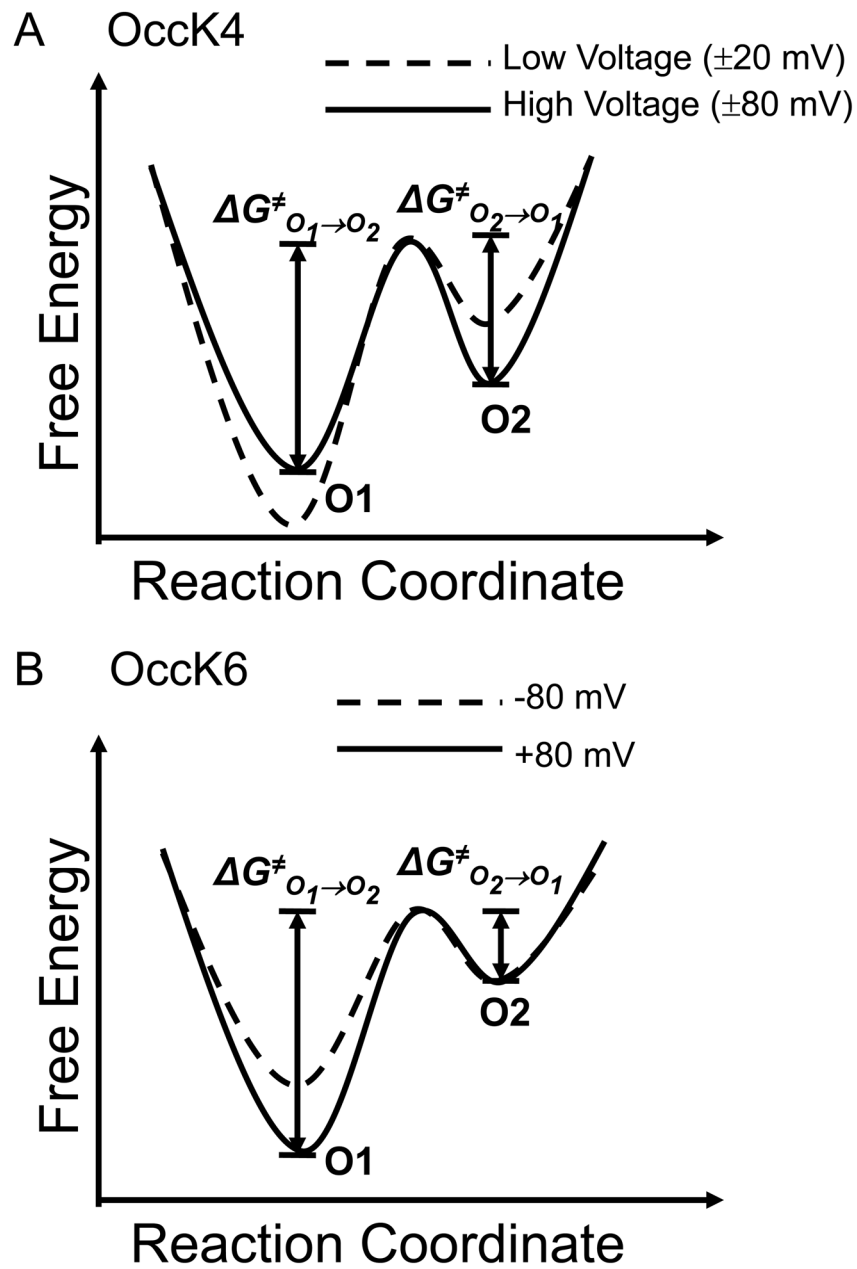 A OccK4
Low Voltage (±20 mV)
High Voltage (±80 mV)
Free Energy
ΔG≠O1→O2
ΔG≠O2→O1
O1
O2
Reaction Coordinate
B OccK6
-80 mV
+80 mV
Free Energy
ΔG≠O1→O2
ΔG≠O2→O1
O2
O1
Reaction Coordinate